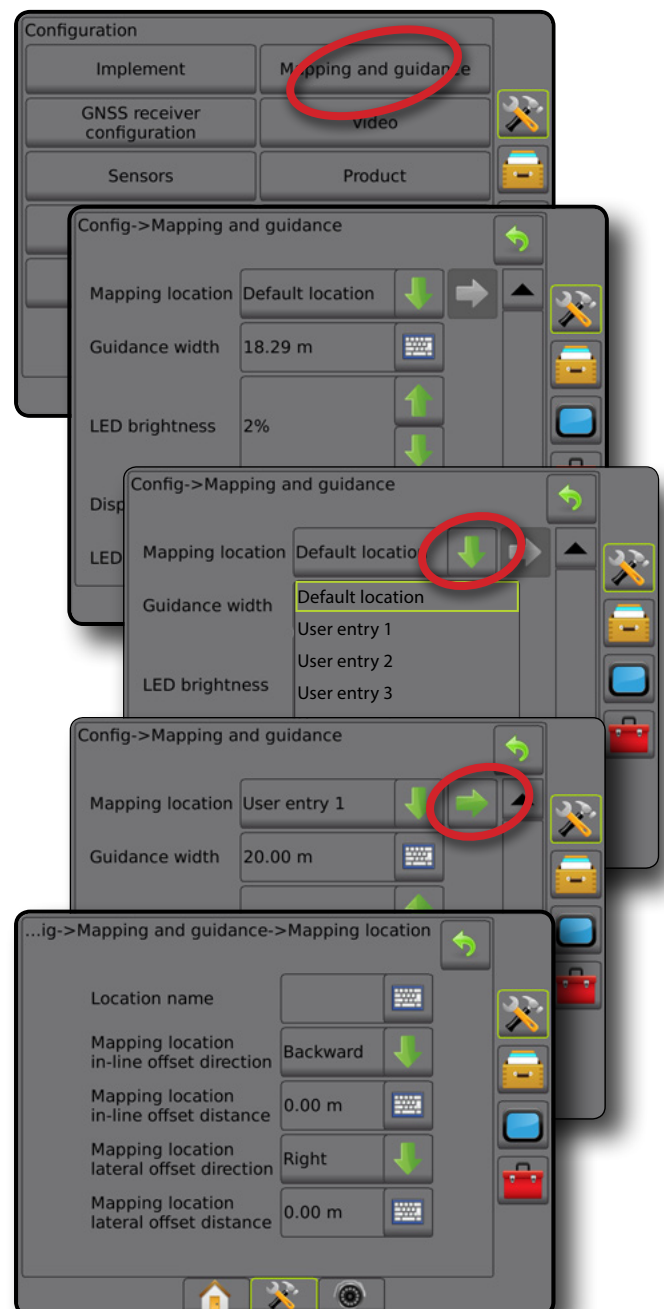 Configuration
Implement
Mapping and guidance
GNSS receiver
configuration
Video
Sensors
Product
Config->Mapping and guidance
Mapping location
Default location
Guidance width
18.29 m
LED brightness
2%
Disp
LED
Config->Mapping and guidance
Mapping location
Default location
Guidance width
Default location
User entry 1
User entry 2
LED brightness
User entry 3
Config->Mapping and guidance
Mapping location
User entry 1
Guidance width
20.00 m
...ig->Mapping and guidance->Mapping location
Location name
Mapping location
in-line offset direction
Backward
Mapping location
in-line offset distance
0.00 m
Mapping location
lateral offset direction
Right
Mapping location
lateral offset distance
0.00 m